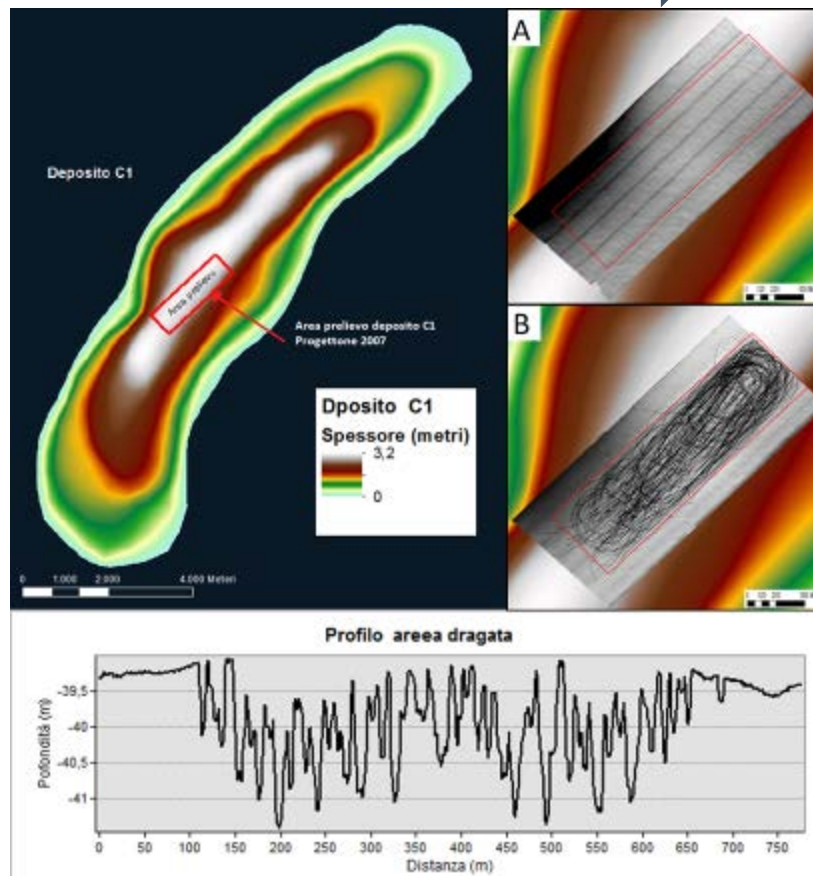 Deposito C1
Area prelievo
Area prelievo deposito C1
Progettone 2007
Dposito C1
Spessore (metri)
3,2
0
0 1.000 2.000 4.000 Meteri
A
B
Profilo areea dragata
Pofondità (m)
-39,5
-40
-40,5
-41
0 50 100 150 200 250 300 350 400 450 500 550 600 650 700 750
Distanza (m)